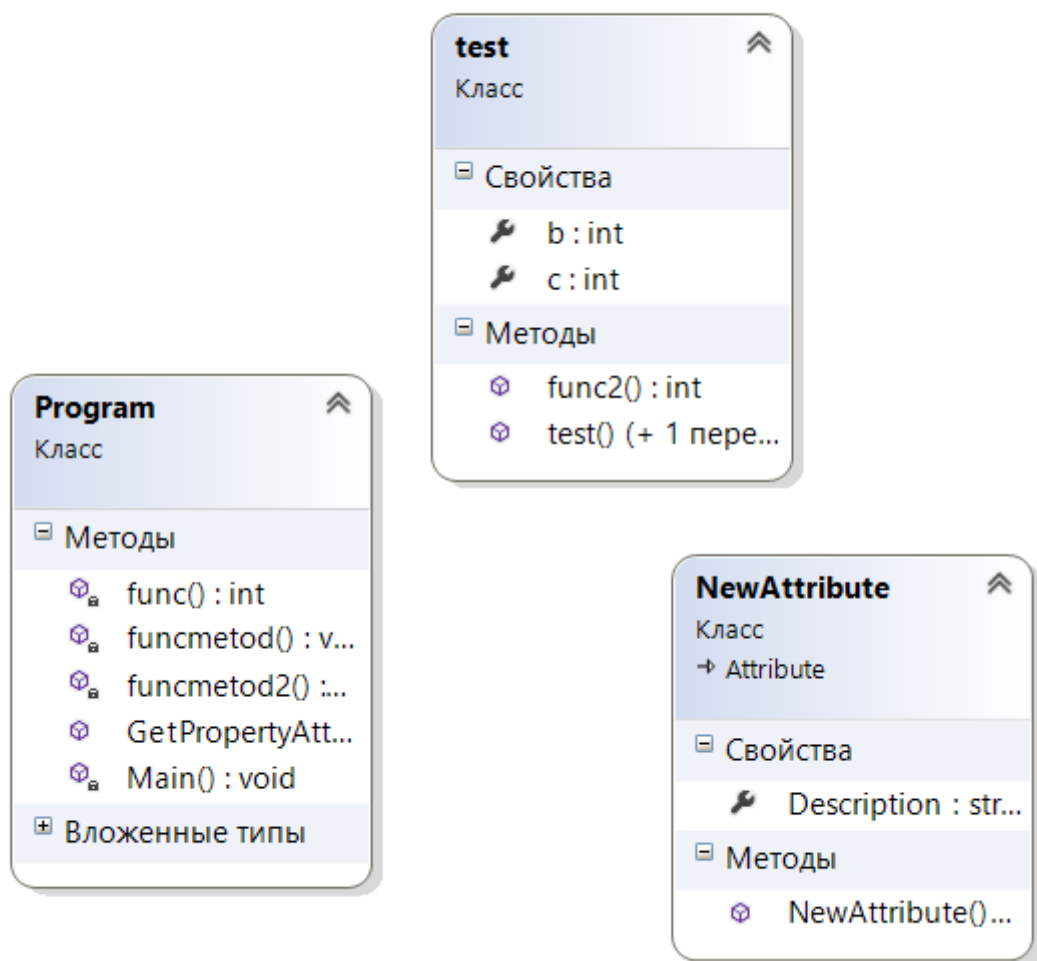 test
Класс
Свойства
b : int
c : int
Методы
func2() : int
test() (+ 1 пере...
Program
Класс
Методы
func() : int
funcmetod() : v...
funcmetod2() :...
GetPropertyAtt...
Main() : void
Вложенные типы
NewAttribute
Класс
Attribute
Свойства
Description : str...
Методы
NewAttribute()...